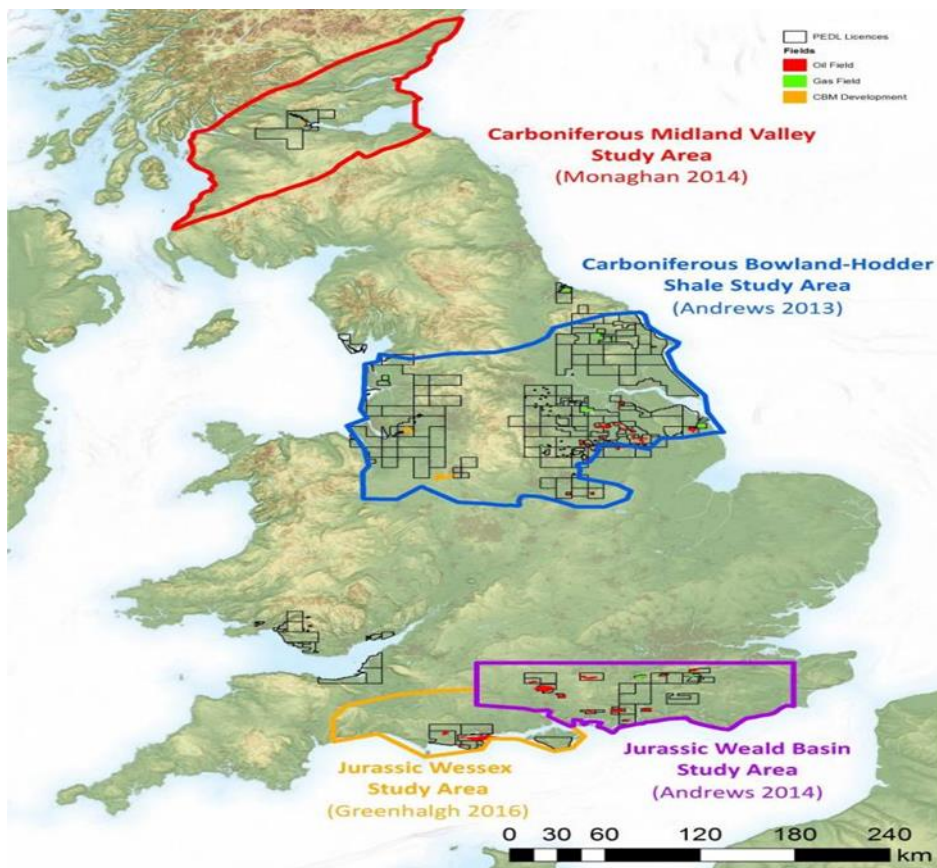 PEDL Licences
Fields
Oil Field
Gas Field
CBM Development
Carboniferous Midland Valley
Study Area
(Monaghan 2014)
Carboniferous Bowland-Hodder
Shale Study Area
(Andrews 2013)
Jurassic Weald Basin
Study Area
(Andrews 2014)
Jurassic Wessex
Study Area
(Greenhalgh 2016)
0 30 60 120 180 240
km